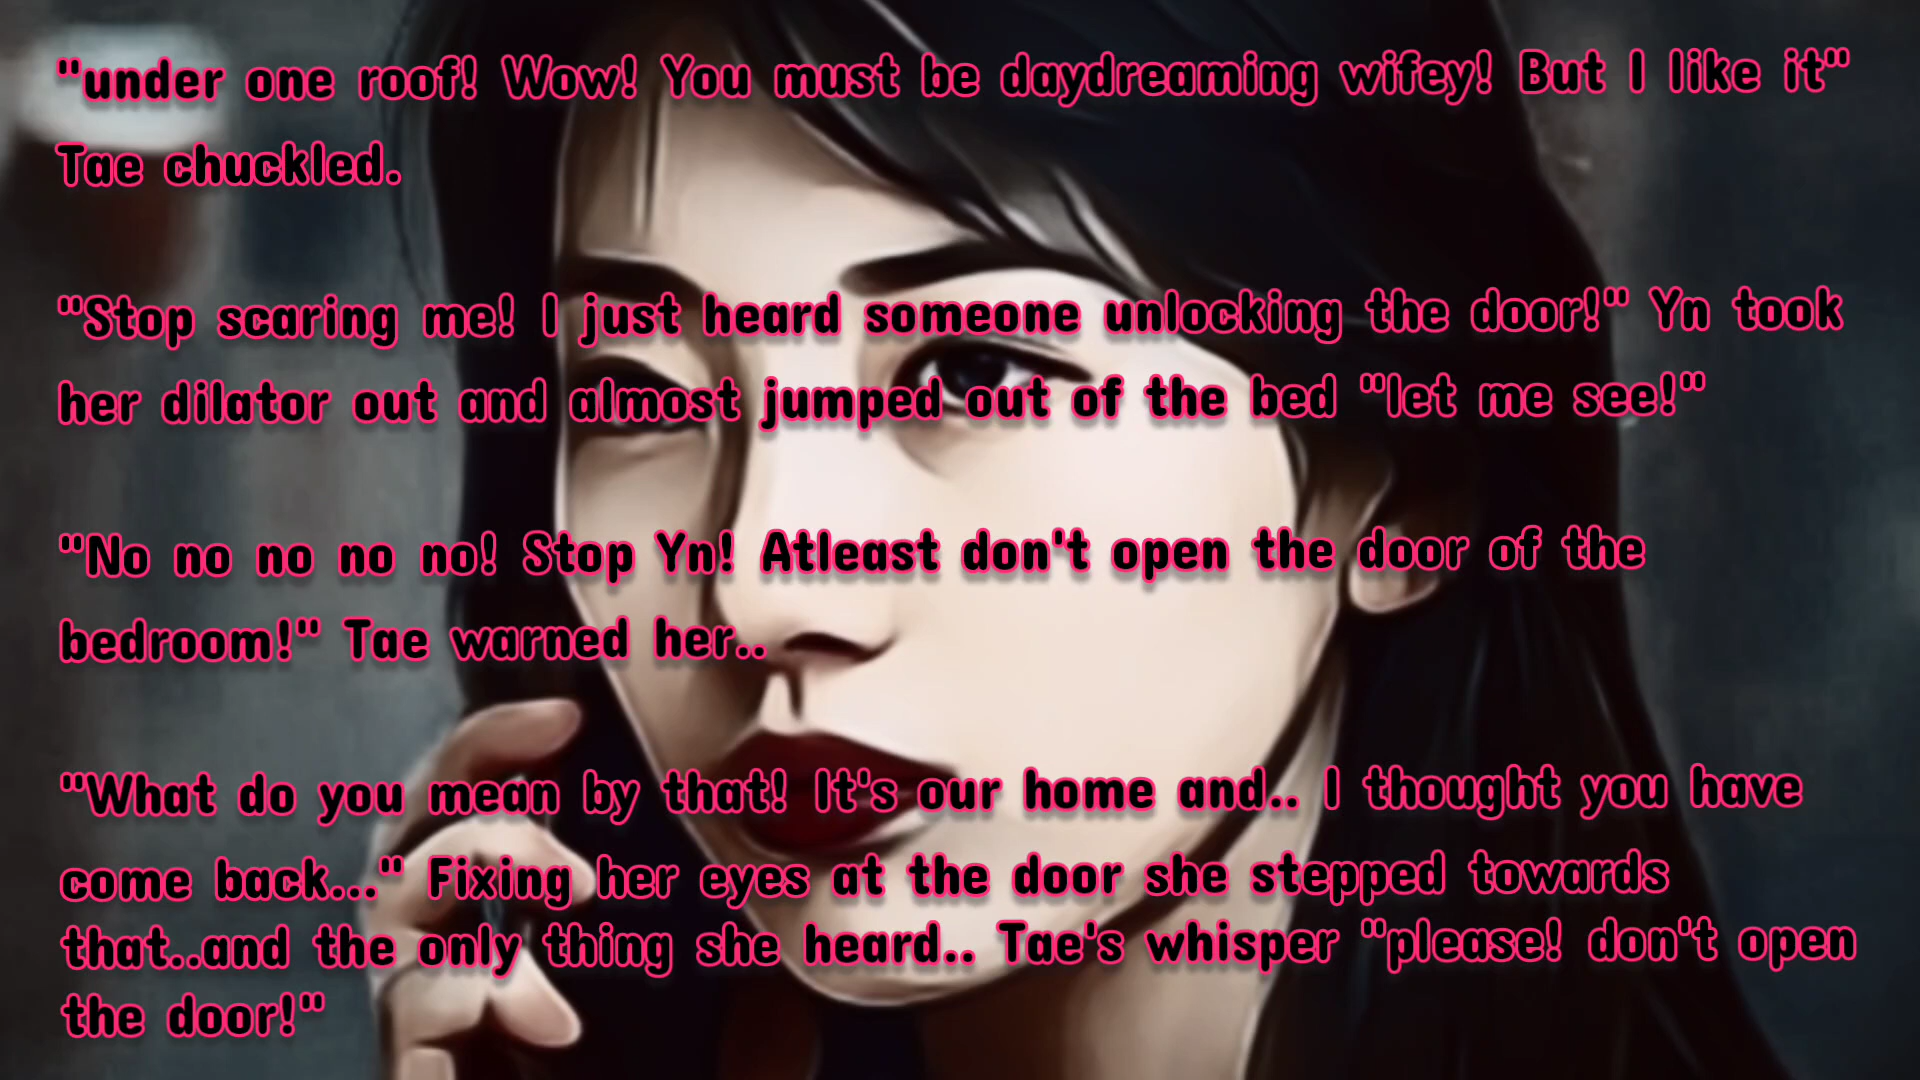 "under one roof! Wow! You must be daydreaming wifey! But I like it"
Tae chuckled.
"Stop scaring me! I just heard someone unlocking the door!" Yn took
her dilator out and almost jumped out of the bed "let me see!"
"No no no no no! Stop Yn! Atleast don't open the door of the
bedroom!" Tae warned her..
"What do you mean by that! It's our home and.. I thought you have
come back..." Fixing her eyes at the door she stepped towards
that..and the only thing she heard.. Tae's whisper "please! don't open
the door!"